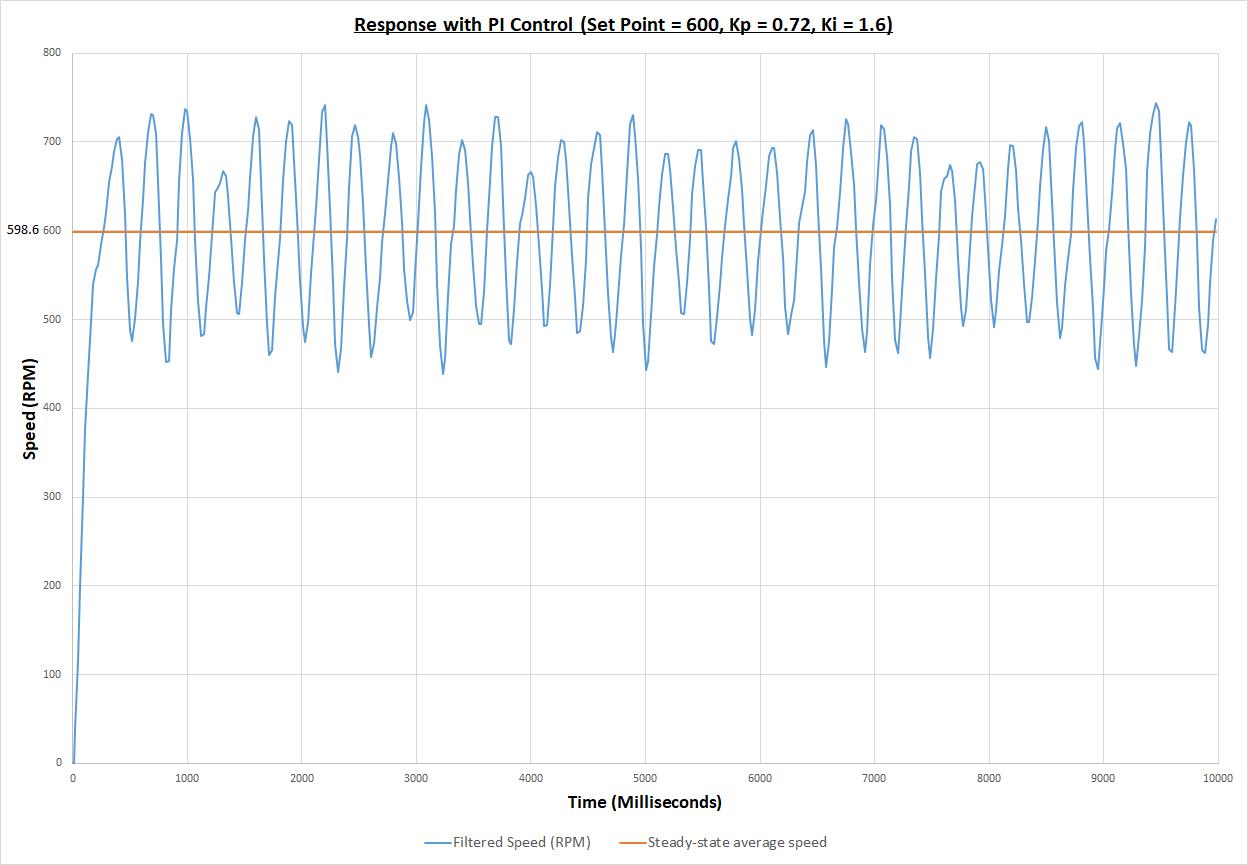 Response with PI Control (Set Point = 600, Kp = 0.72, Ki = 1.6)
800
700
598.6 600
500
400
300
200
100
0
Speed (RPM)
0 1000 2000 3000 4000 5000 6000 7000 8000 9000 10000
Time (Milliseconds)
Filtered Speed (RPM) Steady-state average speed